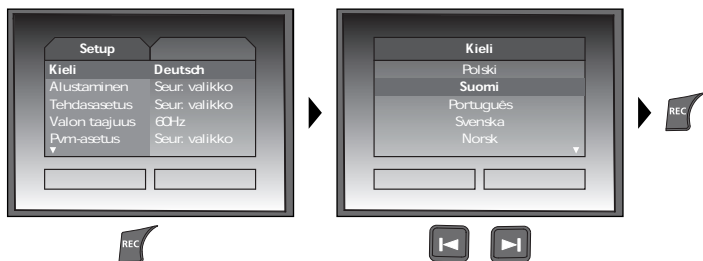 Setup
Kieli Deutsch
Alustaminen Seur. valikko
Tehdasasetus Seur. valikko
Valon taajuus 60Hz
Pvm-asetus Seur. valikko
REC
Kieli
Polski
Suomi
Português
Svenska
Norsk
REC